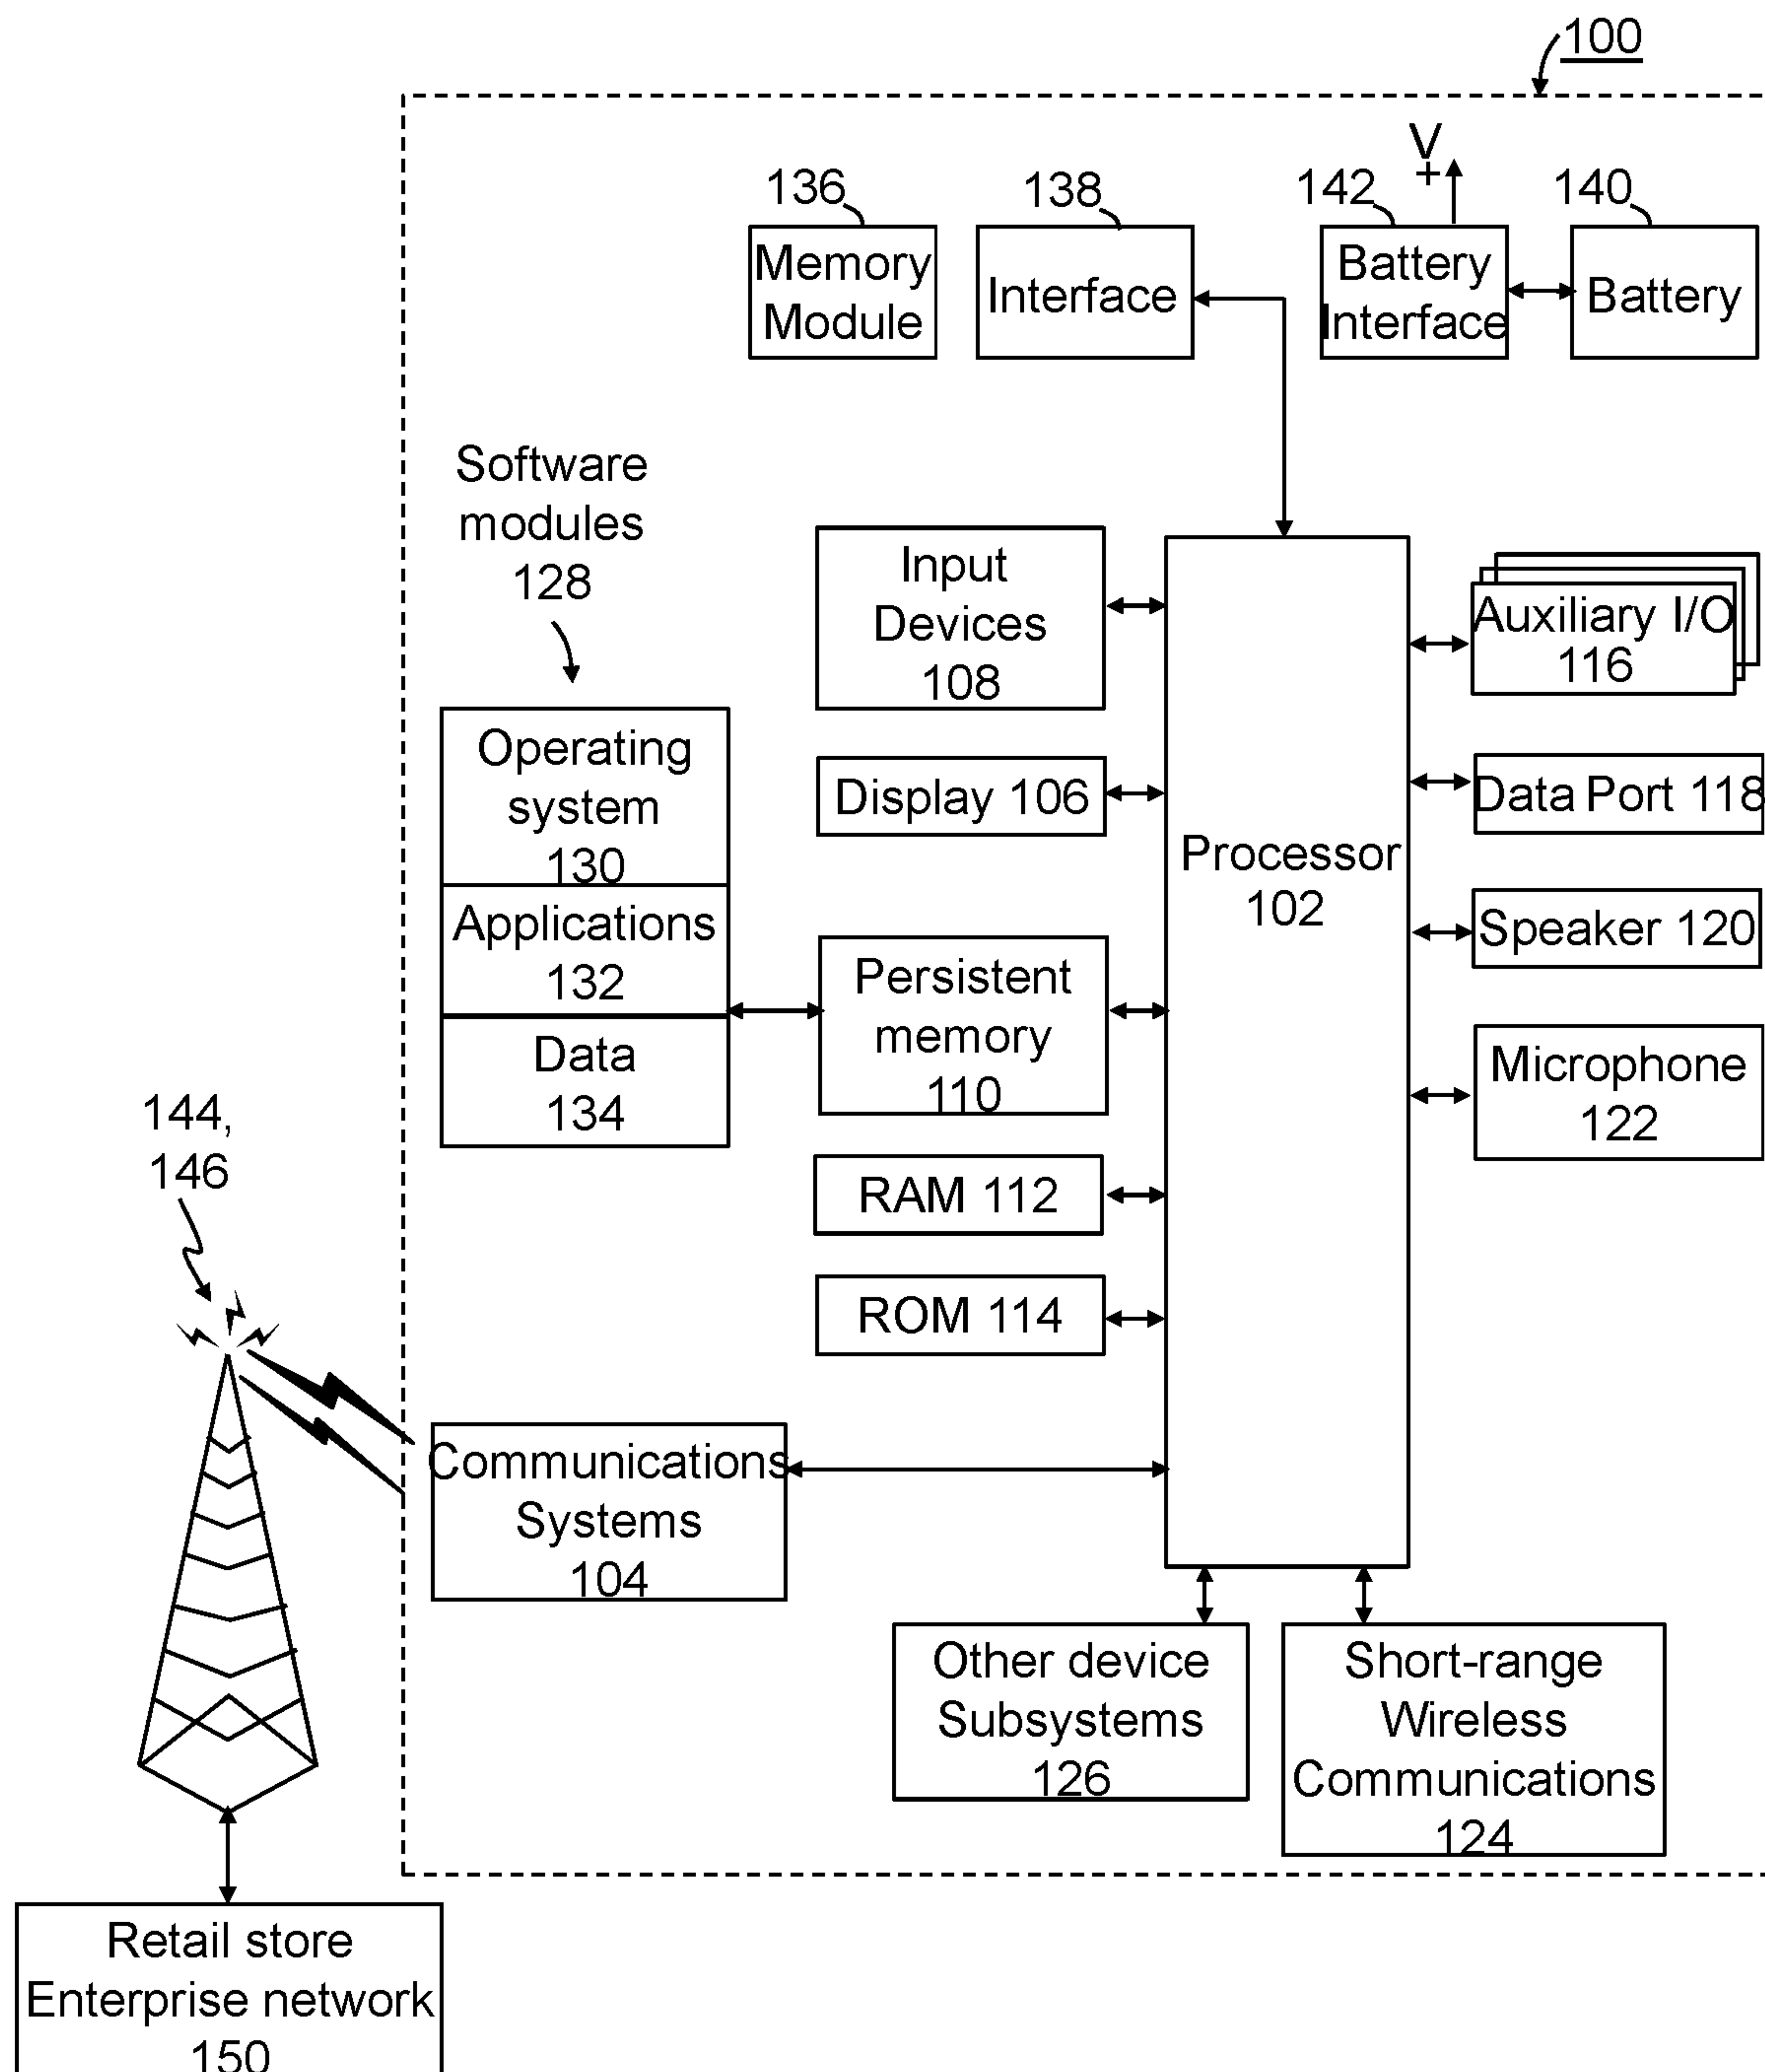 100
V
+
136
138
142
140
Memory
Module
Interface
Battery
Interface
Battery
Software
modules
128
Input
Devices
108
Auxiliary I/O
116
Operating
system
130
Display 106
Data Port 118
Processor
102
Applications
132
Speaker 120
Persistent
memory
110
Data
134
Microphone
122
144,
146
RAM 112
ROM 114
Communications
Systems
104
Other device
Subsystems
126
Short-range
Wireless
Communications
124
Retail store
Enterprise network
150